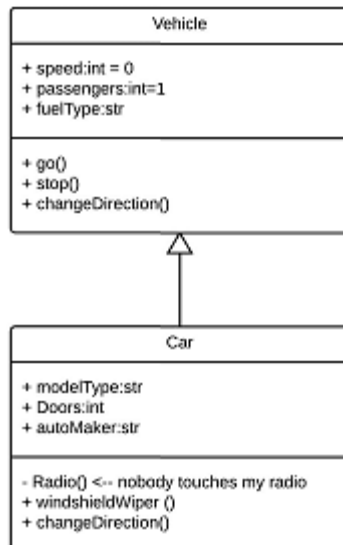 Vehicle
+ speed:int = 0
+ passengers:int=1
+ fuelType:str
+ go()
+ stop()
+ changeDirection()
Car
+ modelType:str
+ Doors:int
+ autoMaker:str
- Radio() <-- nobody touches my radio
+ windshieldWiper ()
+ changeDirection()